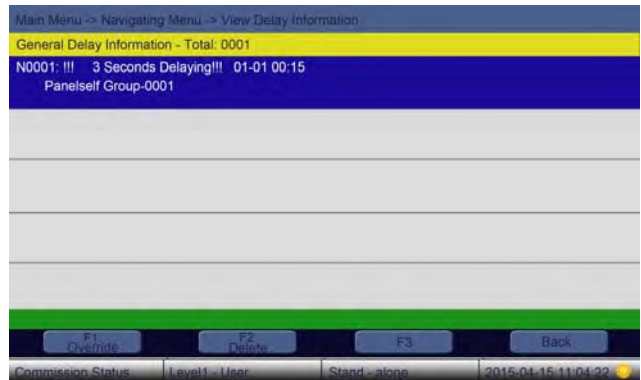 Main Menu -> Navigating Menu -> View Delay Information
General Delay Information - Total: 0001
N0001: !!! 3 Seconds Delaying!!! 01-01 00:15
Panelself Group-0001
F1 Override
F2 Delete
F3
Back
Commission Status
Level1 - User
Stand - alone
2015-04-15 11:04:22